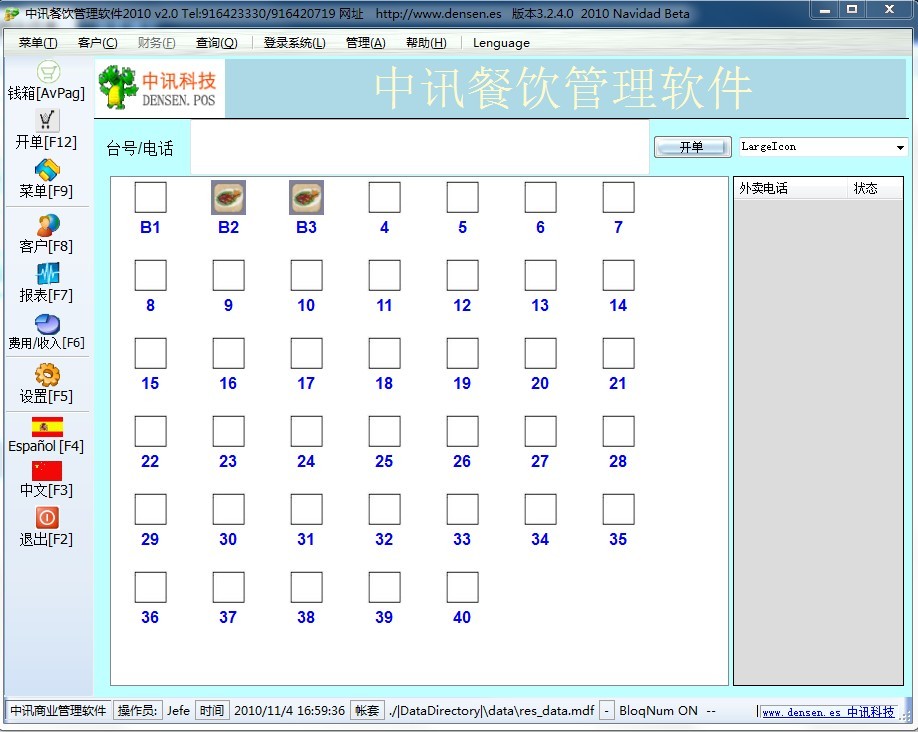 中讯餐饮管理软件2010 v2.0 Tel:916423330/916420719 网址 http://www.densen.es 版本3.2.4.0 2010 Navidad Beta
菜单(T) 客户(C) 财务(F) 查询(Q) 登录系统(L) 管理(A) 帮助(H) Lenguage
钱箱[AvPag]
开单[F12]
菜单[F9]
客户[F8]
报表[F7]
费用/收入[F6]
设置[F5]
Español [F4]
中文[F3]
退出[F2]
中讯科技
DENSEN. POS
中讯餐饮管理软件
台号/电话 开单 LargeIcon
外卖电话 状态
B1 B2 B3 4 5 6 7
8 9 10 11 12 13 14
15 16 17 18 19 20 21
22 23 24 25 26 27 28
29 30 31 32 33 34 35
36 37 38 39 40
中讯商业管理软件 操作员: Jefe 时间 2010/11/4 16:59:36 帐套 ./|DataDirectory|\data\res_data.mdf - BloqNum ON -- www.densen.es 中讯科技